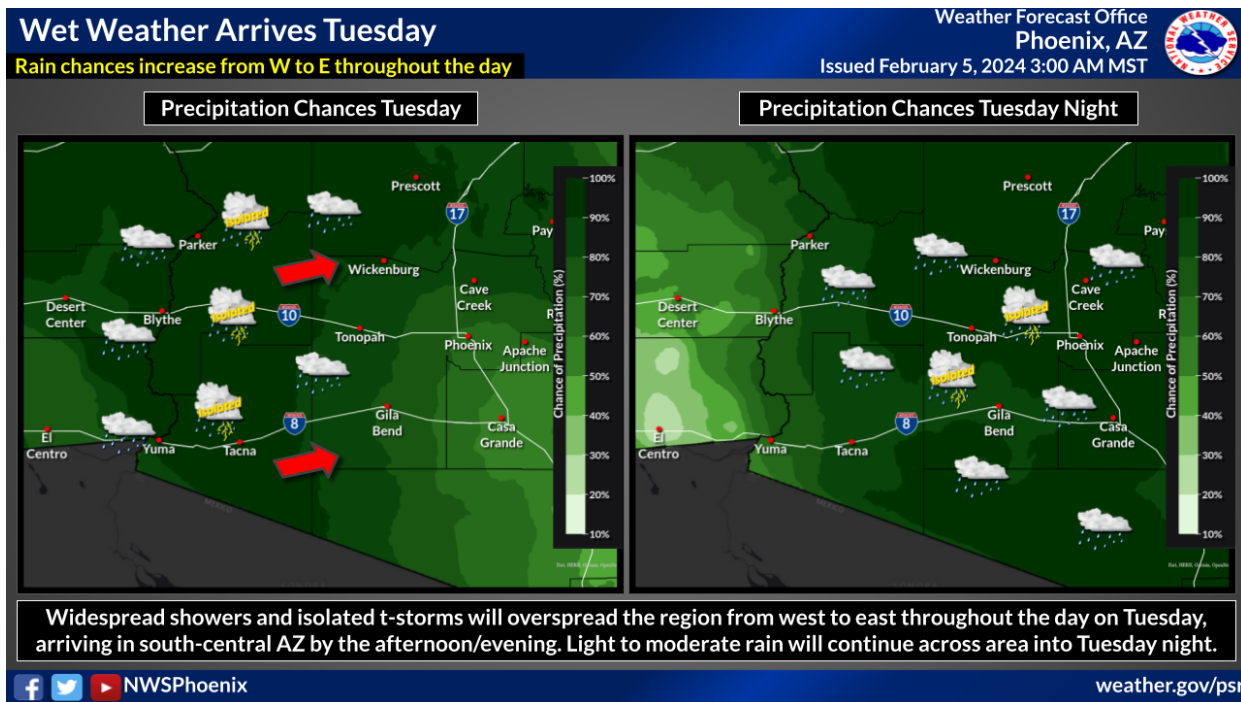 Wet Weather Arrives Tuesday
Rain chances increase from W to E throughout the day
Weather Forecast Office
Phoenix, AZ
Issued February 5, 2024 3:00 AM MST
NATIONAL WEATHER SERVICE
Precipitation Chances Tuesday
Prescott
Isolated
17
Parker
Pay
Wickenburg
Desert
Center
Blythe
Isolated
10
Cave
Creek
R
Tonopah
Phoenix
Apache
Junction
Isolated
8
Gila
Bend
Casa
Grande
El
Centro
Yuma
Tacna
MEXICO
SONORA
Chance of Precipitation (%)
100%
90%
80%
70%
60%
50%
40%
30%
20%
10%
Precipitation Chances Tuesday Night
Prescott
17
Parker
Pay
Wickenburg
Desert
Center
Blythe
10
Isolated
Cave
Creek
R
Tonopah
Phoenix
Apache
Junction
Isolated
8
Gila
Bend
Casa
Grande
El
Centro
Yuma
Tacna
MEXICO
Chance of Precipitation (%)
100%
90%
80%
70%
60%
50%
40%
30%
20%
10%
Widespread showers and isolated t-storms will overspread the region from west to east throughout the day on Tuesday,
arriving in south-central AZ by the afternoon/evening. Light to moderate rain will continue across area into Tuesday night.
NWSPhoenix
weather.gov/psr